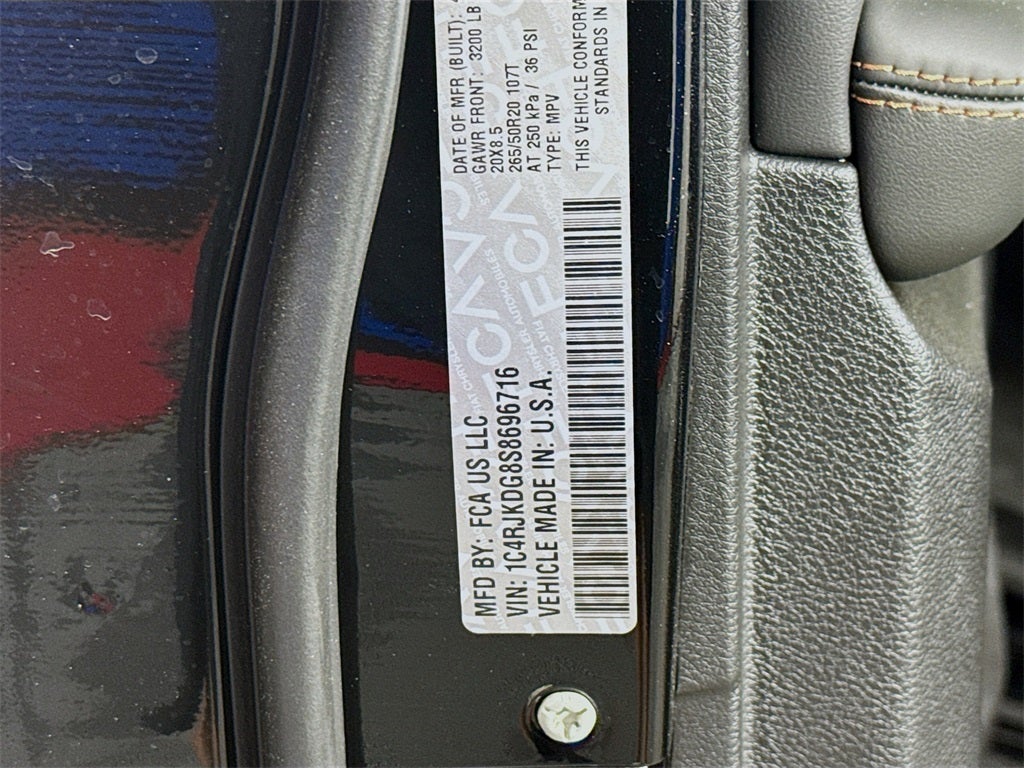 MFD BY: FCA US LLC DATE OF MFR (BUILT):
GAWR FRONT: 3200 LB
VIN: 1C4RJKDG8S8696716 20X8.5
265/50R20 107T
VEHICLE MADE IN: U.S.A. AT 250 kPa / 36 PSI
TYPE: MPV
THIS VEHICLE CONFORM
STANDARDS IN